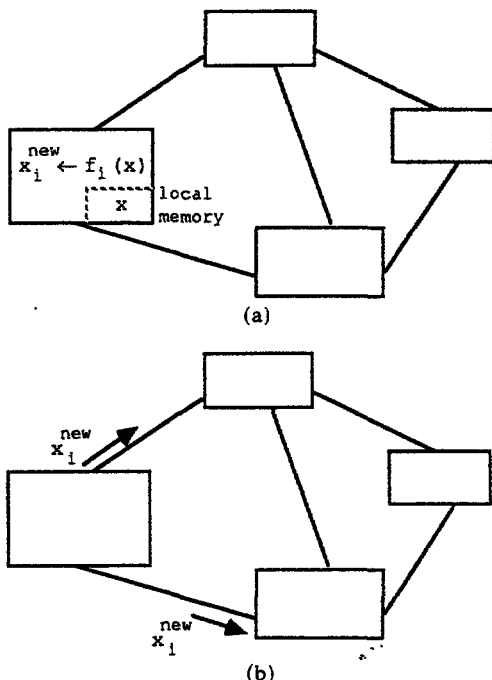 new
x_i ← f_i (x)
x
local
memory
(a)
new
x_i
new
x_i
(b)